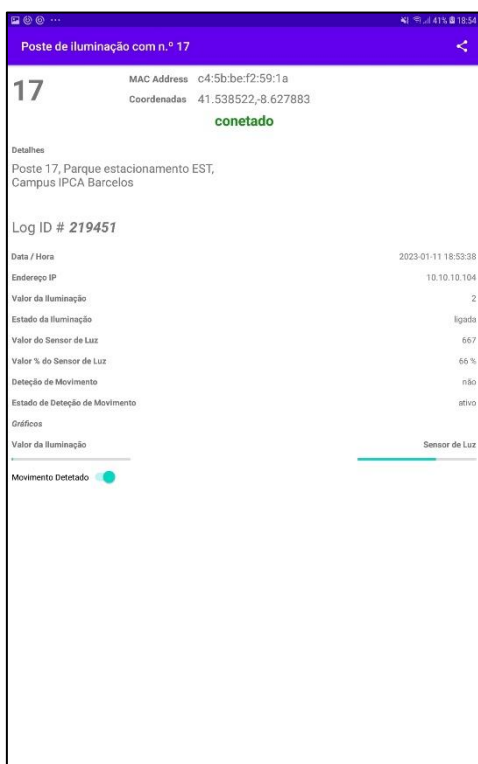 41% 18:54
Poste de iluminação com n.º 17
17
MAC Address c4:5b:be:f2:59:1a
Coordenadas 41.538522,-8.627883
conetado
Detalhes
Poste 17, Parque estacionamento EST,
Campus IPCA Barcelos
Log ID # 219451
Data / Hora 2023-01-11 18:53:38
Endereço IP 10.10.10.104
Valor da Iluminação 2
Estado da Iluminação ligada
Valor do Sensor de Luz 667
Valor % do Sensor de Luz 66 %
Deteção de Movimento não
Estado de Deteção de Movimento ativo
Gráficos
Valor da Iluminação Sensor de Luz
Movimento Detetado